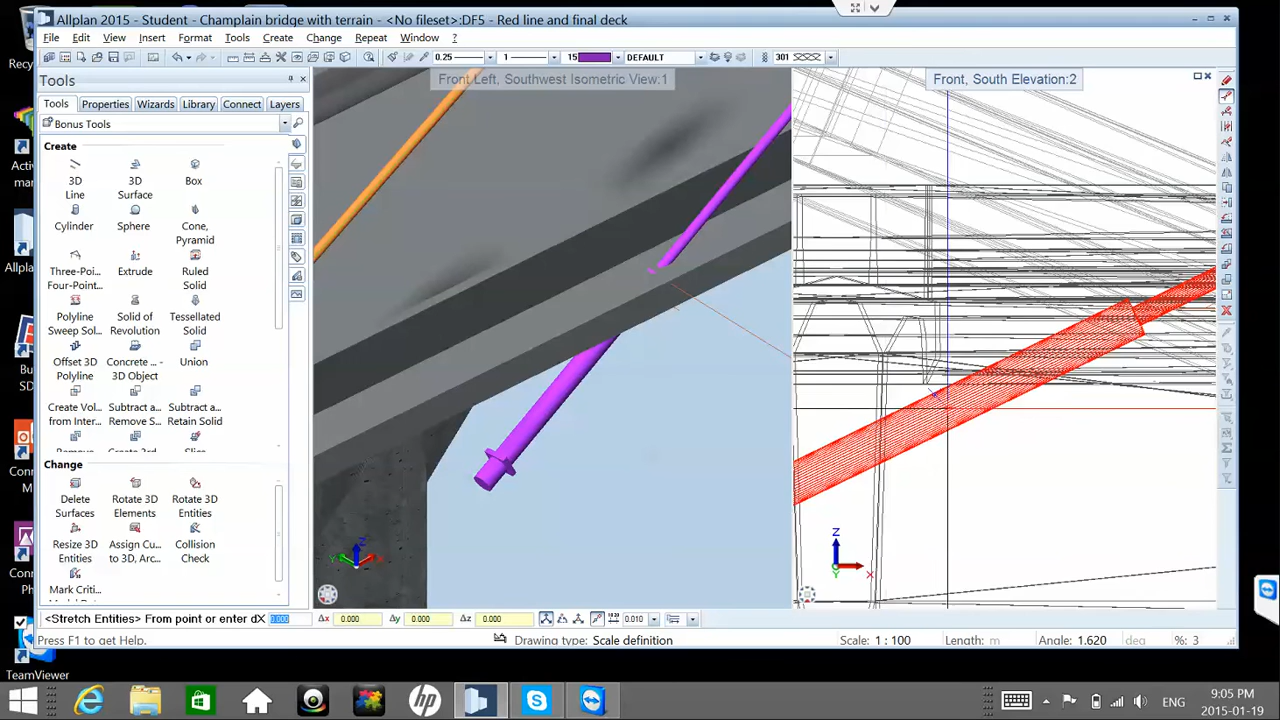 Allplan 2015 - Student - Champlain bridge with terrain - <No fileset>:DF5 - Red line and final deck
File Edit View Insert Format Tools Create Change Repeat Window ?
0.25 1 15 DEFAULT 301
Tools
Front Left, Southwest Isometric View:1
Front, South Elevation:2
Tools Properties Wizards Library Connect Layers
Bonus Tools
Create
3D Line
3D Surface
Box
Cylinder
Sphere
Cone, Pyramid
Three-Poi... Four-Point...
Extrude
Ruled Solid
Polyline Sweep Sol...
Solid of Revolution
Tessellated Solid
Offset 3D Polyline
Concrete ... - 3D Object
Union
Create Vol... from Inter...
Subtract a... Remove S...
Subtract a... Retain Solid
Change
Delete Surfaces
Rotate 3D Elements
Rotate 3D Entities
Resize 3D Entities
Assign Cu... to 3D, Arc...
Collision Check
Mark Criti...
Z
Y
X
Z
Y
X
<Stretch Entities> From point or enter dX 0.000 Δx 0.000 Δy 0.000 Δz 0.000 0.010
Press F1 to get Help.
Drawing type: Scale definition
Scale: 1 : 100
Length: m
Angle: 1.620
deg
%: 3
TeamViewer
hp
ENG
9:05 PM
2015-01-19